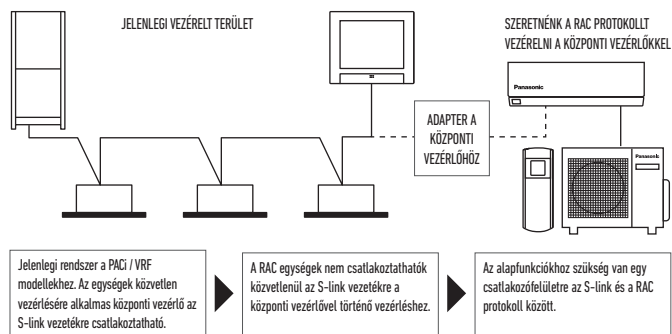 JELENLEGI VEZÉRELT TERÜLET
SZERETNÉNK A RAC PROTOKOLLT
VEZÉRELNI A KÖZPONTI VEZÉRLŐKKEL
Panasonic
ADAPTER A
KÖZPONTI
VEZÉRLŐHÖZ
Panasonic
Jelenlegi rendszer a PACi / VRF
modellekhez. Az egységek közvetlen
vezérlésére alkalmas központi vezérlő az
S-link vezetékre csatlakoztatható.
A RAC egységek nem csatlakoztathatók
közvetlenül az S-link vezetékre a
központi vezérlővel történő vezérléshez.
Az alapfunkciókhoz szükség van egy
csatlakozófelületre az S-link és a RAC
protokoll között.